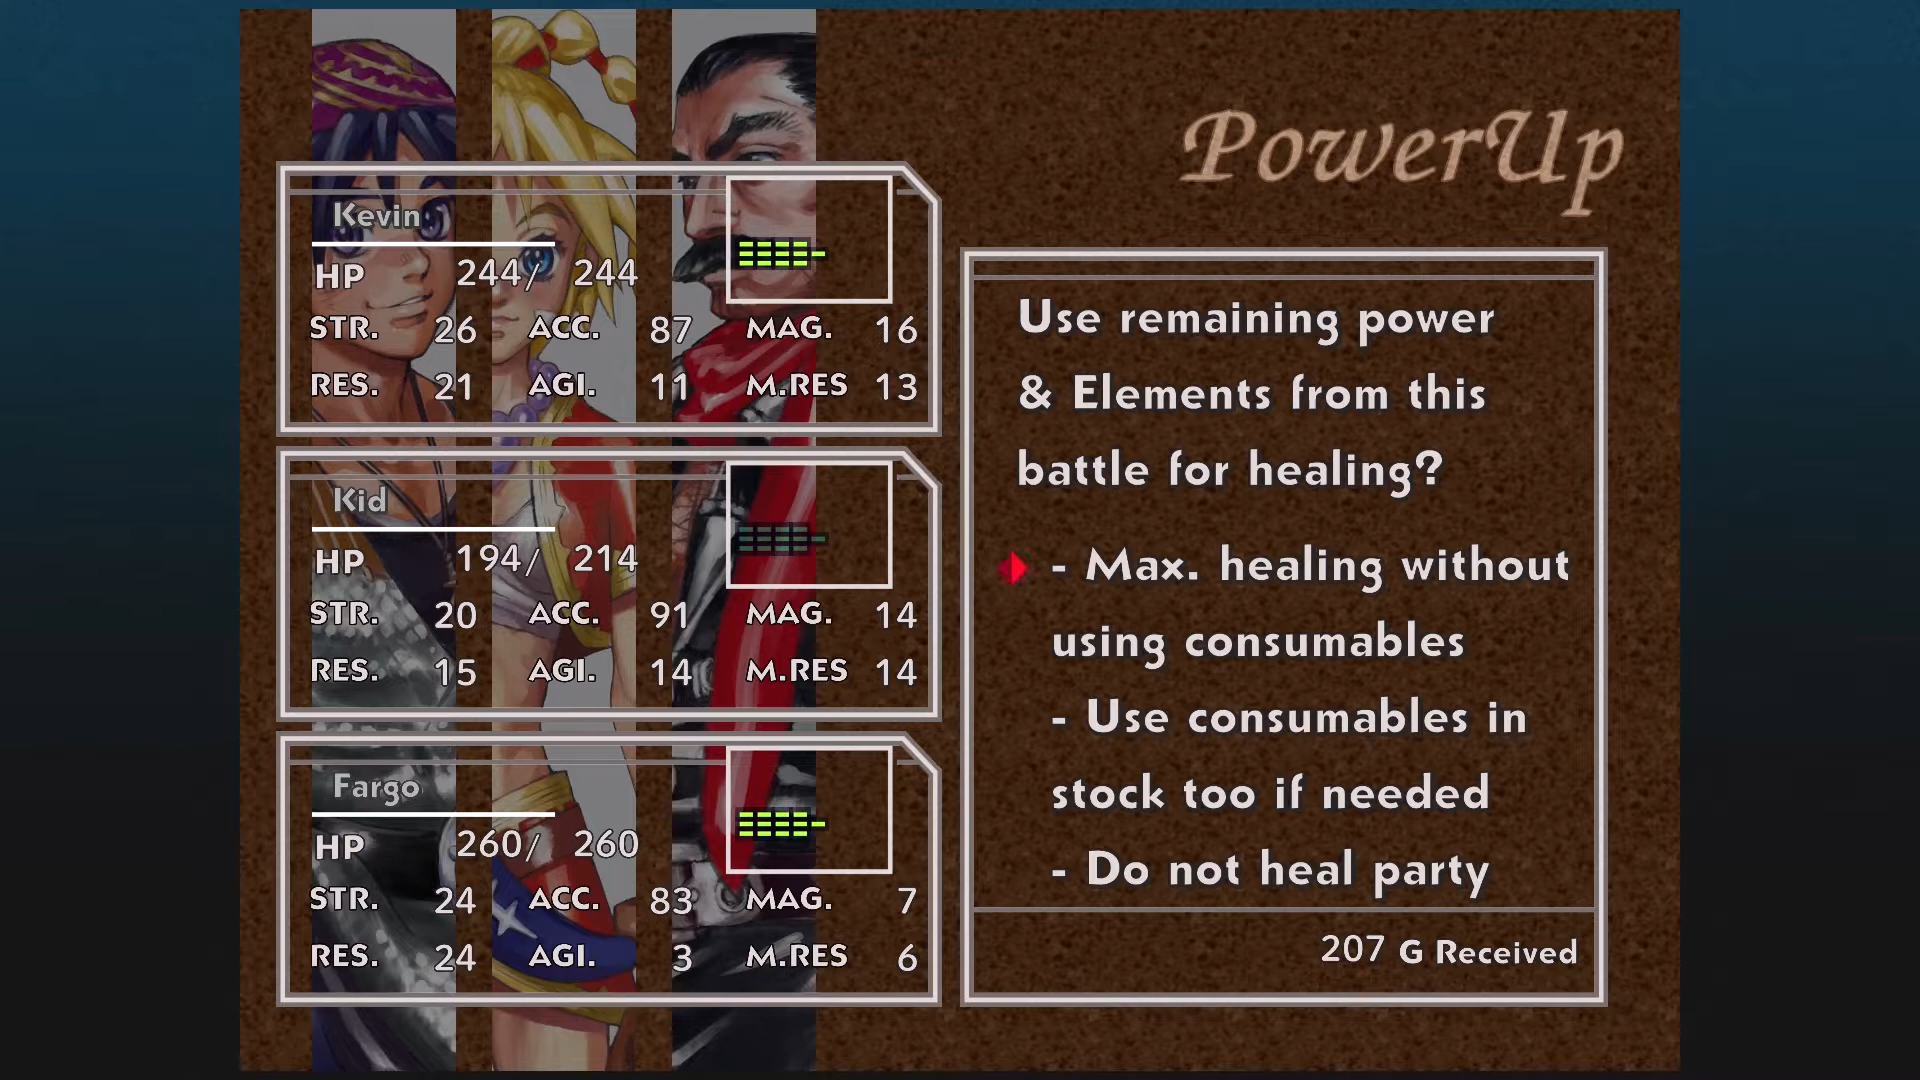 PowerUp
Kevin
HP 244/ 244
STR. 26 ACC. 87 MAG. 16
RES. 21 AGI. 11 M.RES 13
Kid
HP 194/ 214
STR. 20 ACC. 91 MAG. 14
RES. 15 AGI. 14 M.RES 14
Fargo
HP 260/ 260
STR. 24 ACC. 83 MAG. 7
RES. 24 AGI. 3 M.RES 6
Use remaining power
& Elements from this
battle for healing?
- Max. healing without
using consumables
- Use consumables in
stock too if needed
- Do not heal party
207 G Received